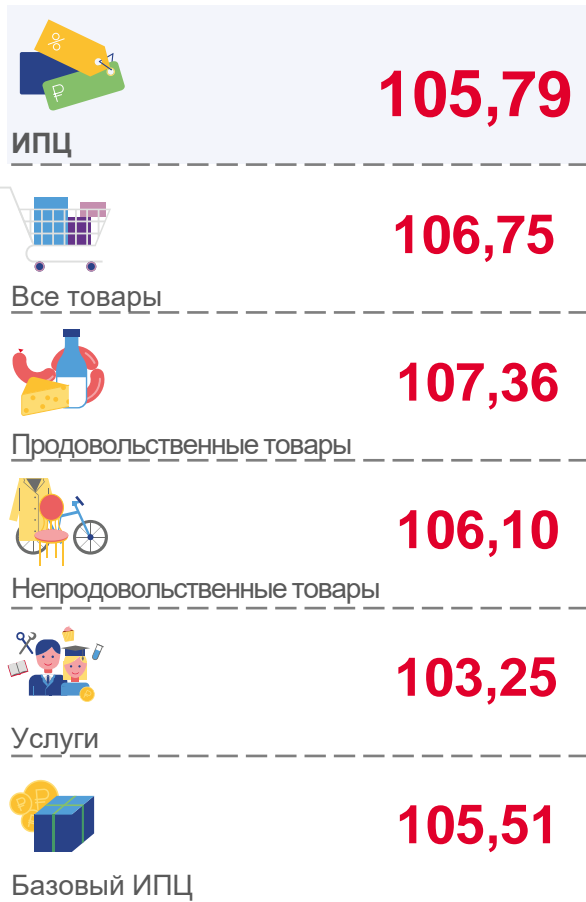 %
₽
105,79
ИПЦ
106,75
Все товары
107,36
Продовольственные товары
106,10
Непродовольственные товары
103,25
Услуги
₽
₽
₽
105,51
Базовый ИПЦ